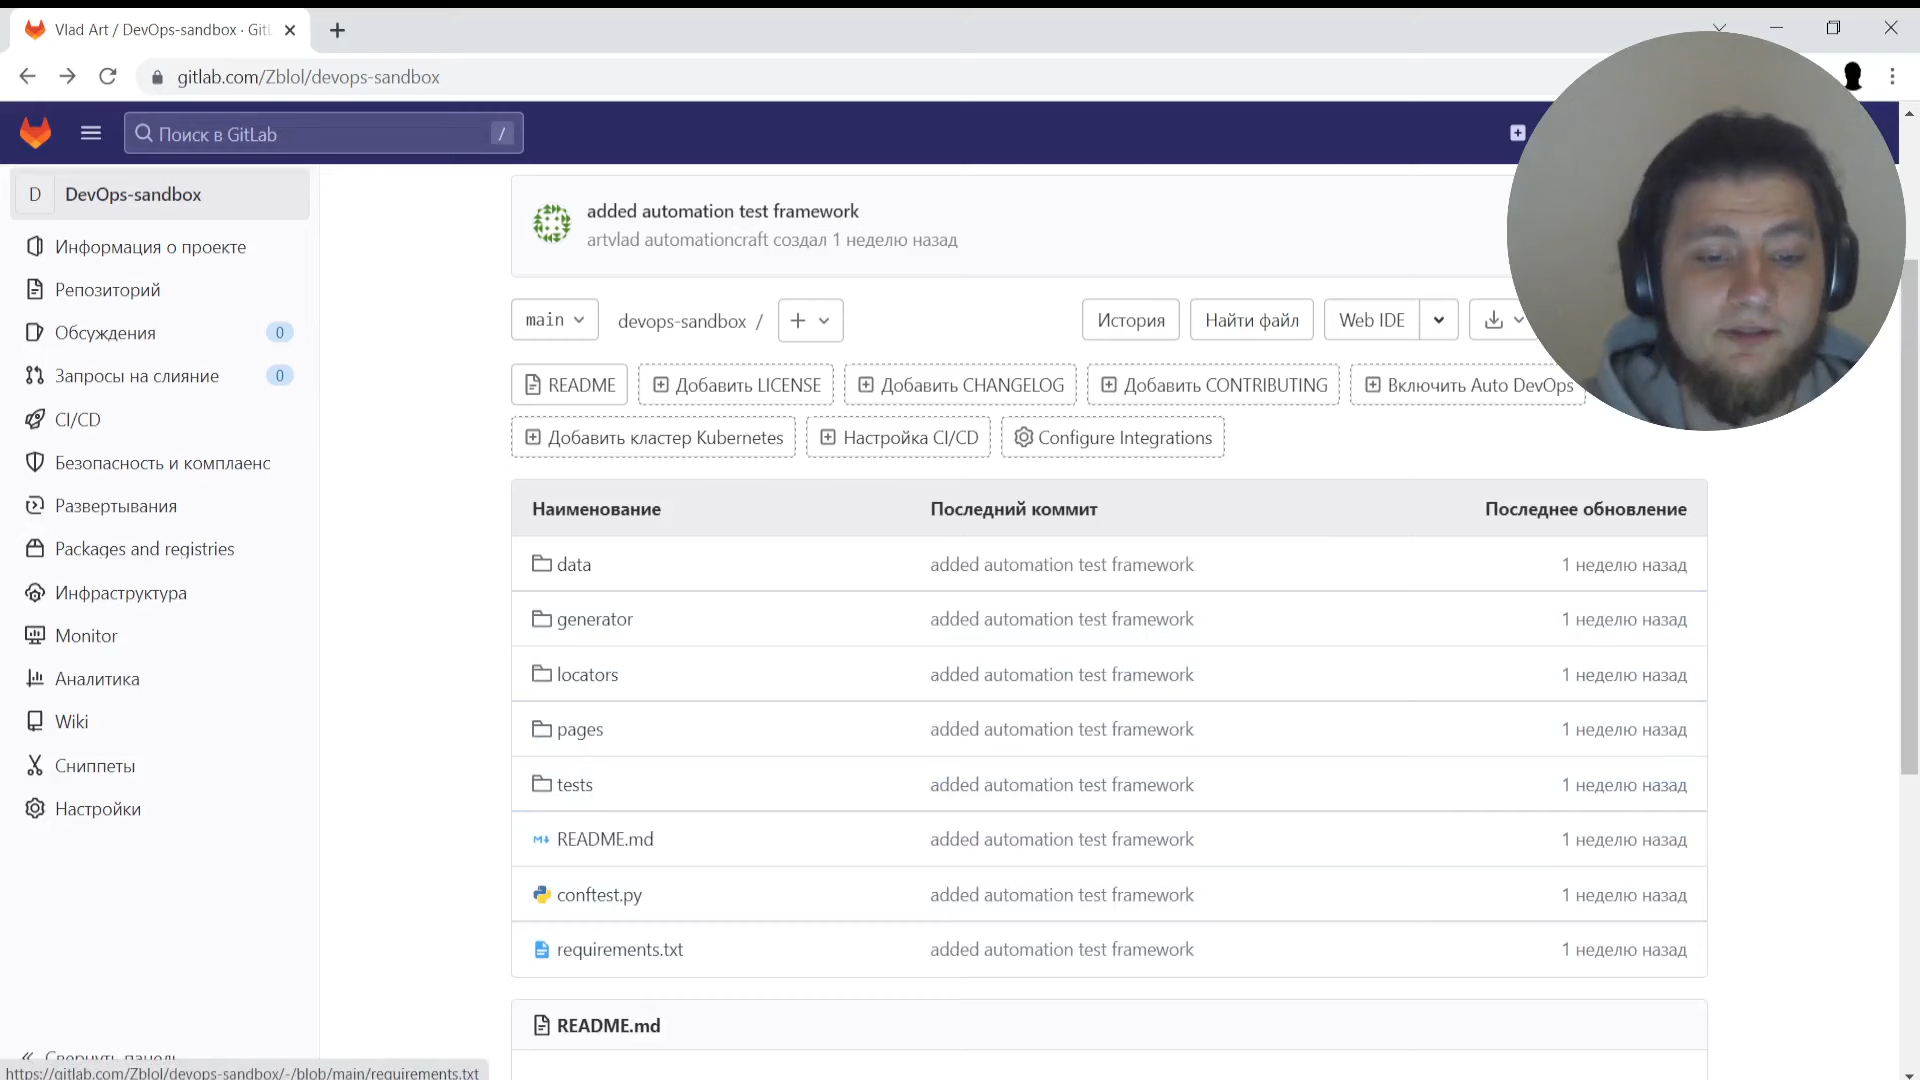 Vlad Art / DevOps-sandbox · GitL
gitlab.com/Zblol/devops-sandbox
Поиск в GitLab /
D DevOps-sandbox
Информация о проекте
Репозиторий
Обсуждения 0
Запросы на слияние 0
CI/CD
Безопасность и комплаенс
Развертывания
Packages and registries
Инфраструктура
Monitor
Аналитика
Wiki
Сниппеты
Настройки
« Свернуть панель
https://gitlab.com/Zblol/devops-sandbox/-/blob/main/requirements.txt
added automation test framework
artvlad automationcraft создал 1 неделю назад
main devops-sandbox / + История Найти файл Web IDE
README Добавить LICENSE Добавить CHANGELOG Добавить CONTRIBUTING Включить Auto DevOps
Добавить кластер Kubernetes Настройка CI/CD Configure Integrations
Наименование Последний коммит Последнее обновление
data added automation test framework 1 неделю назад
generator added automation test framework 1 неделю назад
locators added automation test framework 1 неделю назад
pages added automation test framework 1 неделю назад
tests added automation test framework 1 неделю назад
README.md added automation test framework 1 неделю назад
conftest.py added automation test framework 1 неделю назад
requirements.txt added automation test framework 1 неделю назад
README.md